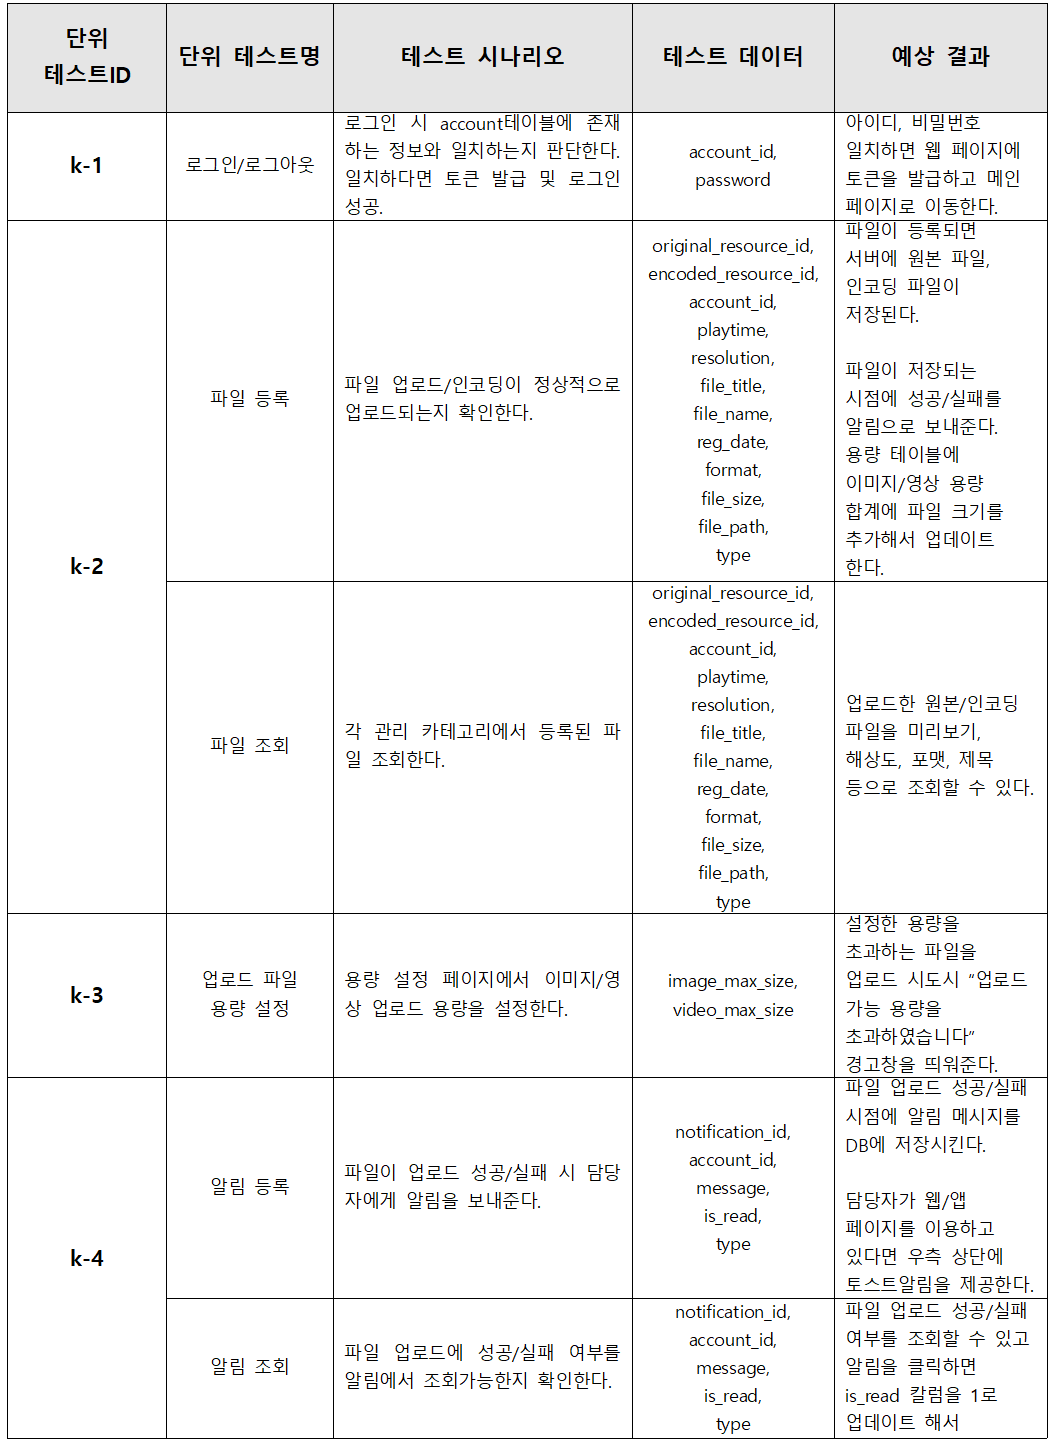 단위
테스트ID
단위 테스트명
테스트 시나리오
테스트 데이터
예상 결과
k-1
로그인/로그아웃
로그인 시 account테이블에 존재
하는 정보와 일치하는지 판단한다.
일치하다면 토큰 발급 및 로그인
성공.
account_id,
password
아이디, 비밀번호
일치하면 웹 페이지에
토큰을 발급하고 메인
페이지로 이동한다.
k-2
파일 등록
파일 업로드/인코딩이 정상적으로
업로드되는지 확인한다.
original_resource_id,
encoded_resource_id,
account_id,
playtime,
resolution,
file_title,
file_name,
reg_date,
format,
file_size,
file_path,
type
파일이 등록되면
서버에 원본 파일,
인코딩 파일이
저장된다.
파일이 저장되는
시점에 성공/실패를
알림으로 보내준다.
용량 테이블에
이미지/영상 용량
합계에 파일 크기를
추가해서 업데이트
한다.
파일 조회
각 관리 카테고리에서 등록된 파
일 조회한다.
original_resource_id,
encoded_resource_id,
account_id,
playtime,
resolution,
file_title,
file_name,
reg_date,
format,
file_size,
file_path,
type
업로드한 원본/인코딩
파일을 미리보기,
해상도, 포맷, 제목
등으로 조회할 수 있다.
k-3
업로드 파일
용량 설정
용량 설정 페이지에서 이미지/영
상 업로드 용량을 설정한다.
image_max_size,
video_max_size
설정한 용량을
초과하는 파일을
업로드 시도시 “업로드
가능 용량을
초과하였습니다”
경고창을 띄워준다.
k-4
알림 등록
파일이 업로드 성공/실패 시 담당
자에게 알림을 보내준다.
notification_id,
account_id,
message,
is_read,
type
파일 업로드 성공/실패
시점에 알림 메시지를
DB에 저장시킨다.
담당자가 웹/앱
페이지를 이용하고
있다면 우측 상단에
토스트알림을 제공한다.
알림 조회
파일 업로드에 성공/실패 여부를
알림에서 조회가능한지 확인한다.
notification_id,
account_id,
message,
is_read,
type
파일 업로드 성공/실패
여부를 조회할 수 있고
알림을 클릭하면
is_read 칼럼을 1로
업데이트 해서